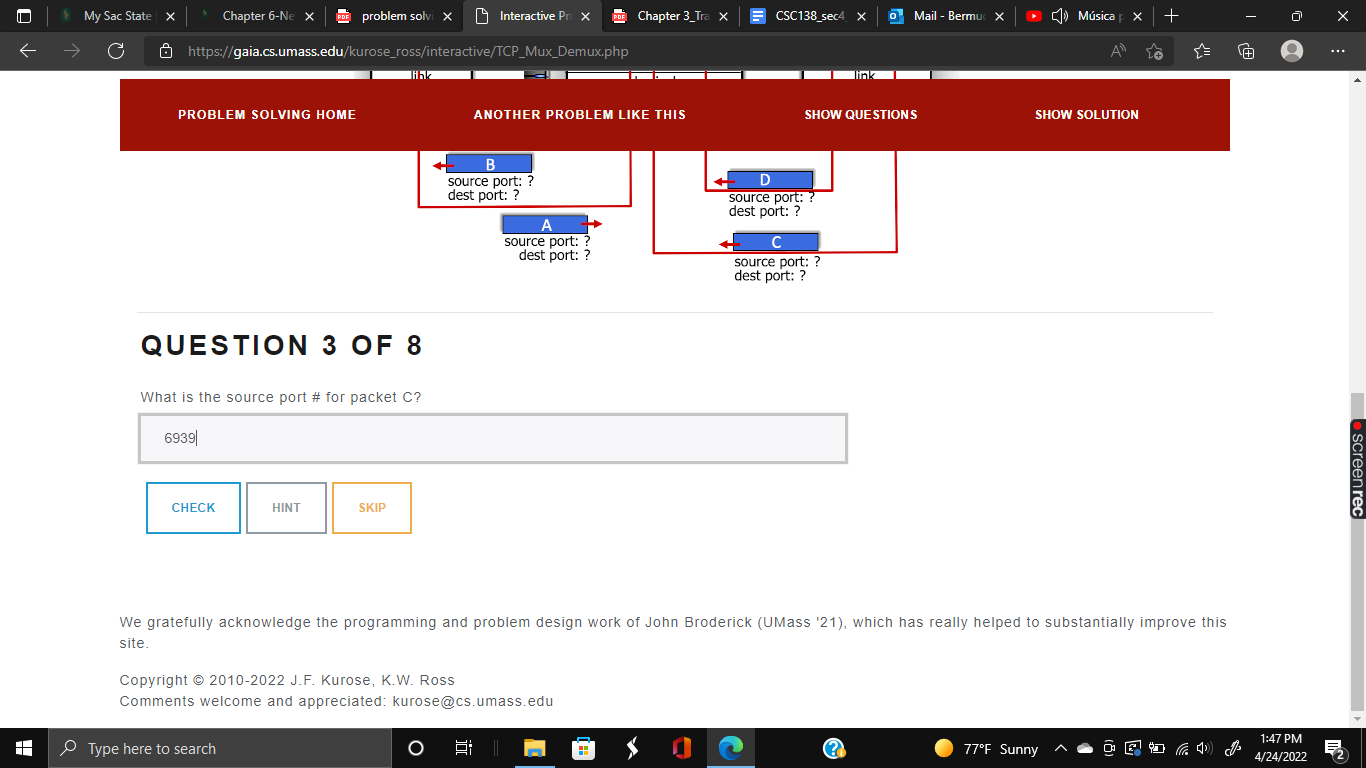 My Sac State
Chapter 6-Ne
problem solvi
Interactive Pr
Chapter 3_Tra
CSC138_sec4_
Mail - Bermu
Música p
https://gaia.cs.umass.edu/kurose_ross/interactive/TCP_Mux_Demux.php
link
link
PROBLEM SOLVING HOME
ANOTHER PROBLEM LIKE THIS
SHOW QUESTIONS
SHOW SOLUTION
B
source port: ?
dest port: ?
A
source port: ?
dest port: ?
D
source port: ?
dest port: ?
C
source port: ?
dest port: ?
QUESTION 3 OF 8
What is the source port # for packet C?
6939
CHECK
HINT
SKIP
We gratefully acknowledge the programming and problem design work of John Broderick (UMass '21), which has really helped to substantially improve this
site.
Copyright © 2010-2022 J.F. Kurose, K.W. Ross
Comments welcome and appreciated: kurose@cs.umass.edu
screenrec
Type here to search
77°F Sunny
1:47 PM
4/24/2022
2